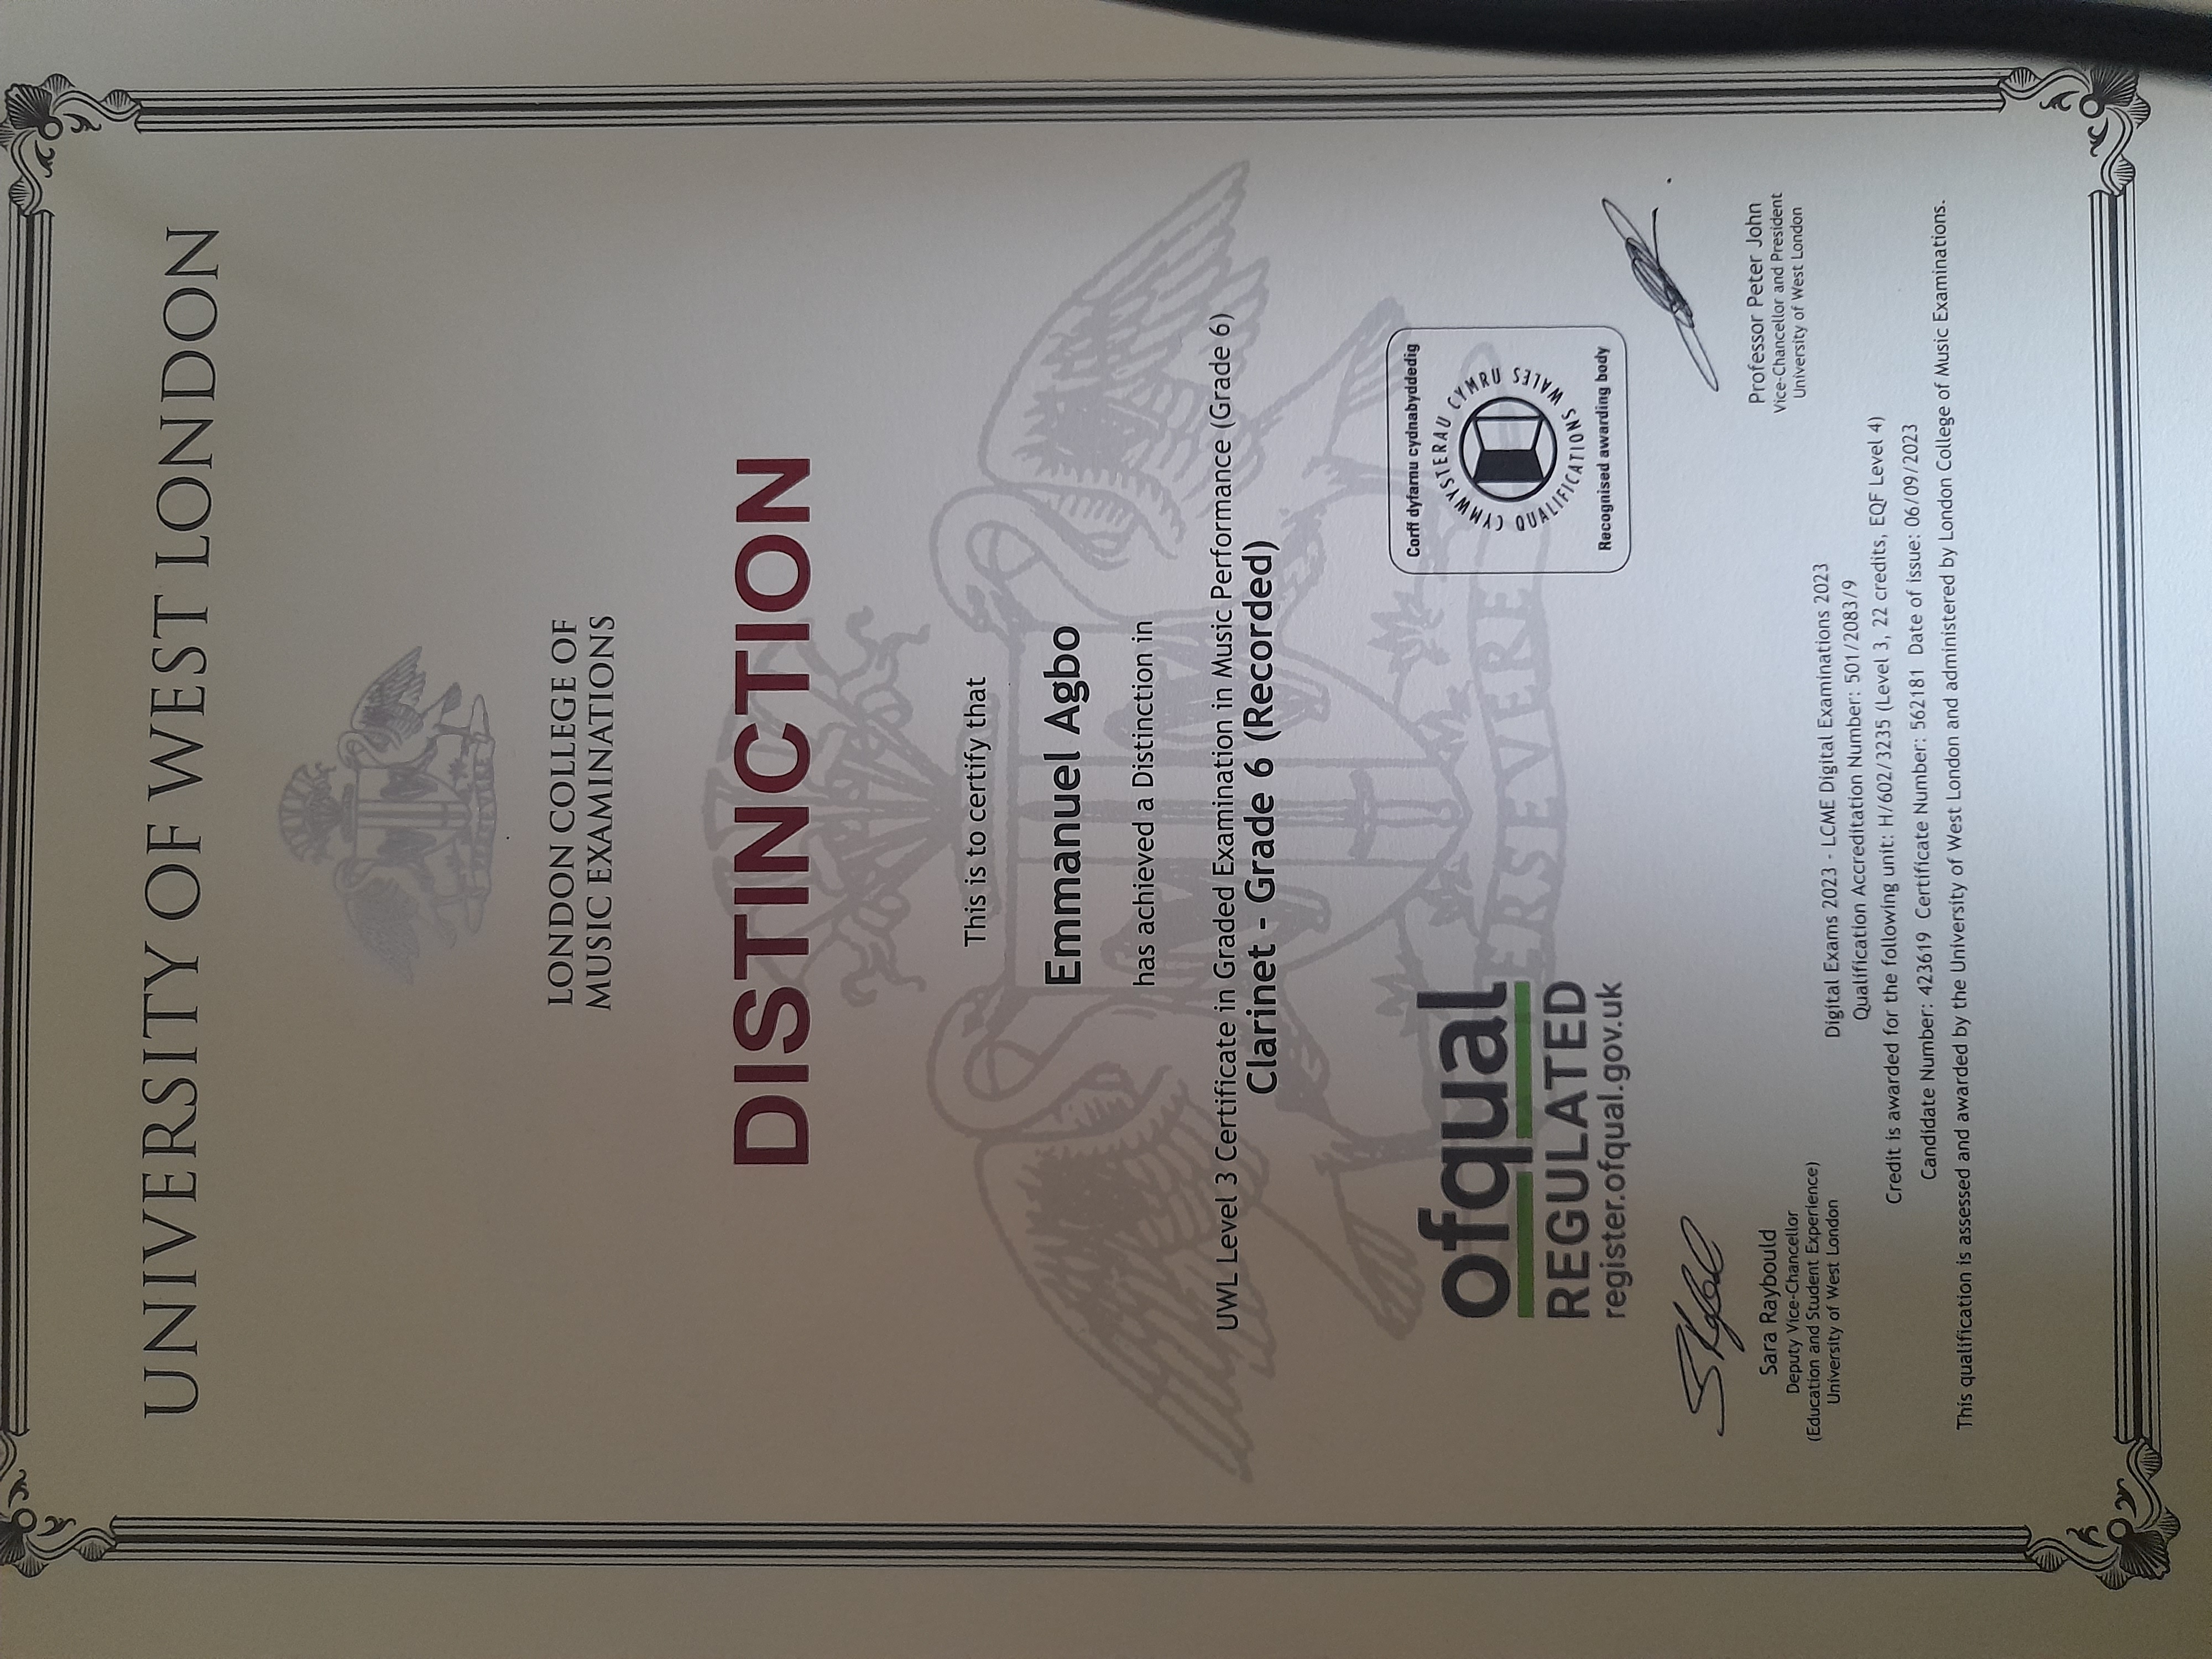 UNIVERSITY OF WEST LONDON
LONDON COLLEGE OF
MUSIC EXAMINATIONS
DISTINCTION
This is to certify that
Emmanuel Agbo
has achieved a Distinction in
UWL Level 3 Certificate in Graded Examination in Music Performance (Grade 6)
Clarinet - Grade 6 (Recorded)
ofqual
REGULATED
register.ofqual.gov.uk
Corff dyfarnu cydnabyddedig
CYMWYSTERAU CYMRU
QUALIFICATIONS WALES
Recognised awarding body
ERSEVERE
Sara Raybould
Deputy Vice-Chancellor
(Education and Student Experience)
University of West London
Professor Peter John
Vice-Chancellor and President
University of West London
Digital Exams 2023 - LCME Digital Examinations 2023
Qualification Accreditation Number: 501/2083/9
Credit is awarded for the following unit: H/602/3235 (Level 3, 22 credits, EQF Level 4)
Candidate Number: 423619 Certificate Number: 562181 Date of issue: 06/09/2023
This qualification is assessed and awarded by the University of West London and administered by London College of Music Examinations.